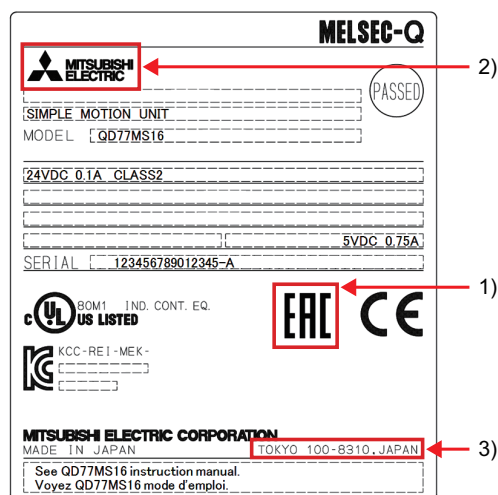 MELSEC-Q
MITSUBISHI
ELECTRIC
2)
PASSED
SIMPLE MOTION UNIT
MODEL QD77MS16
24VDC 0.1A CLASS2
5VDC 0.75A
SERIAL 123456789012345-A
1)
C UL US LISTED
80M1 IND. CONT. EQ.
EAC
CE
KC
KCC-REI-MEK-
MITSUBISHI ELECTRIC CORPORATION
MADE IN JAPAN TOKYO 100-8310,JAPAN
3)
See QD77MS16 instruction manual.
Voyez QD77MS16 mode d'emploi.